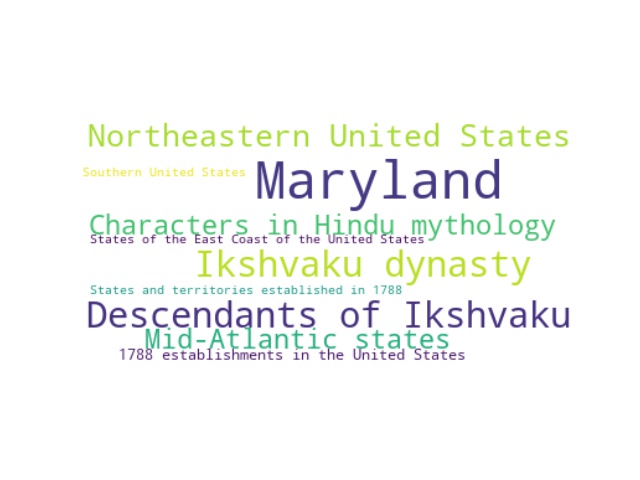 Northeastern United States
Southern United States
Maryland
Characters in Hindu mythology
States of the East Coast of the United States
Ikshvaku dynasty
States and territories established in 1788
Descendants of Ikshvaku
Mid-Atlantic states
1788 establishments in the United States